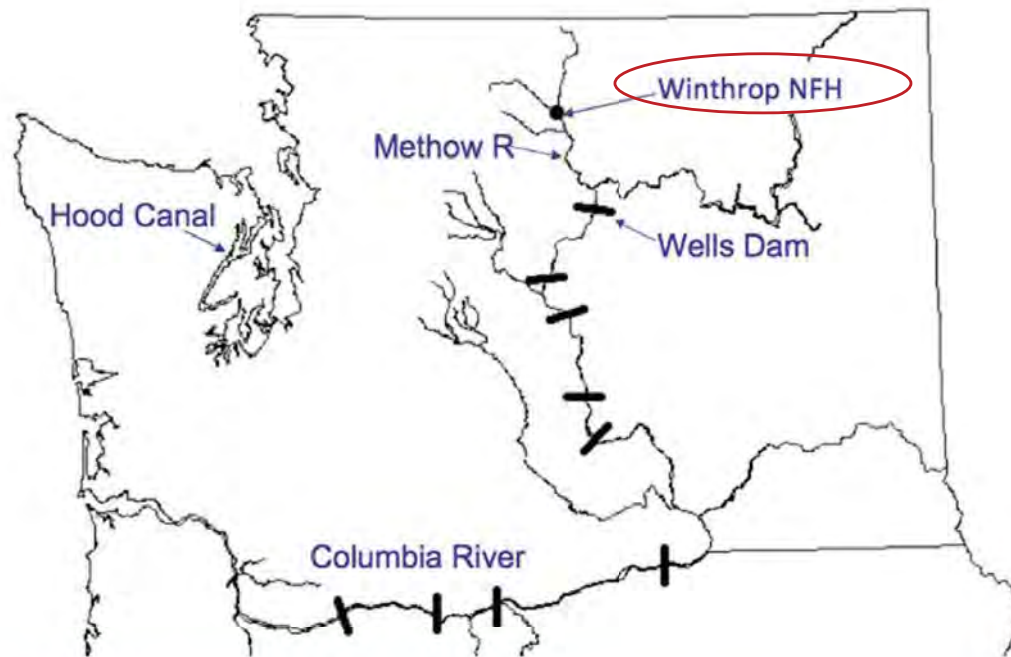 Winthrop NFH
Methow R
Hood Canal
Wells Dam
Columbia River